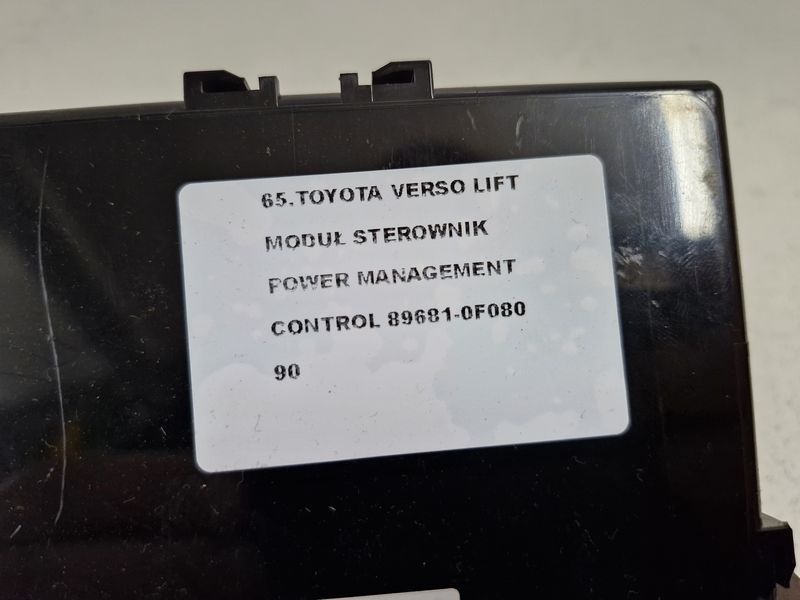 65.TOYOTA VERSO LIFT
MODUŁ STEROWNIK
POWER MANAGEMENT
CONTROL 89681-0F080
90